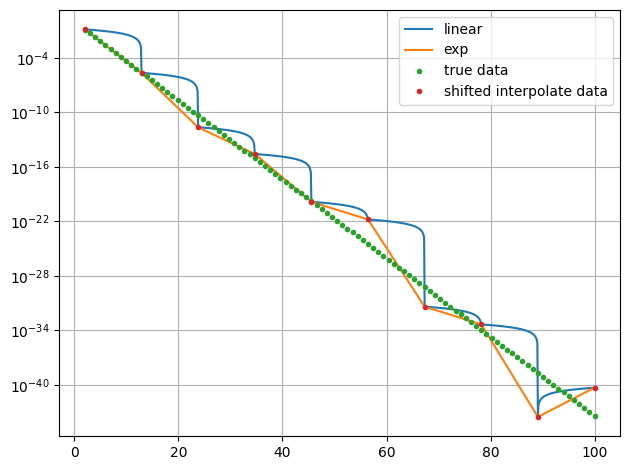 linear
exp
true data
shifted interpolate data
10⁻⁴
10⁻¹⁰
10⁻¹⁶
10⁻²²
10⁻²⁸
10⁻³⁴
10⁻⁴⁰
0 20 40 60 80 100